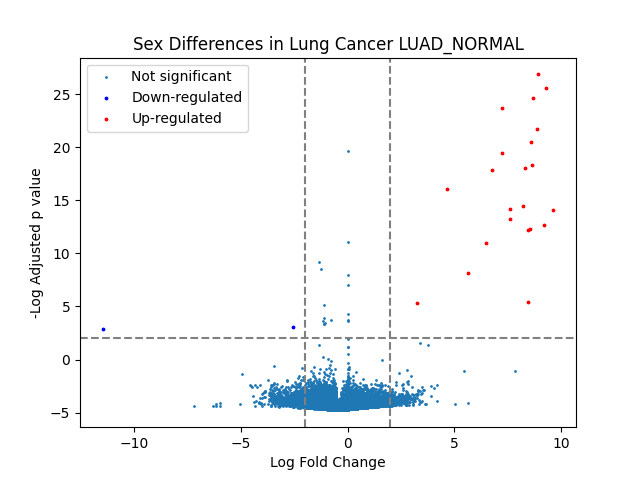 Sex Differences in Lung Cancer LUAD_NORMAL
Not significant
Down-regulated
Up-regulated
-Log Adjusted p value
25
20
15
10
5
0
−5
−10
−5
0
5
10
Log Fold Change